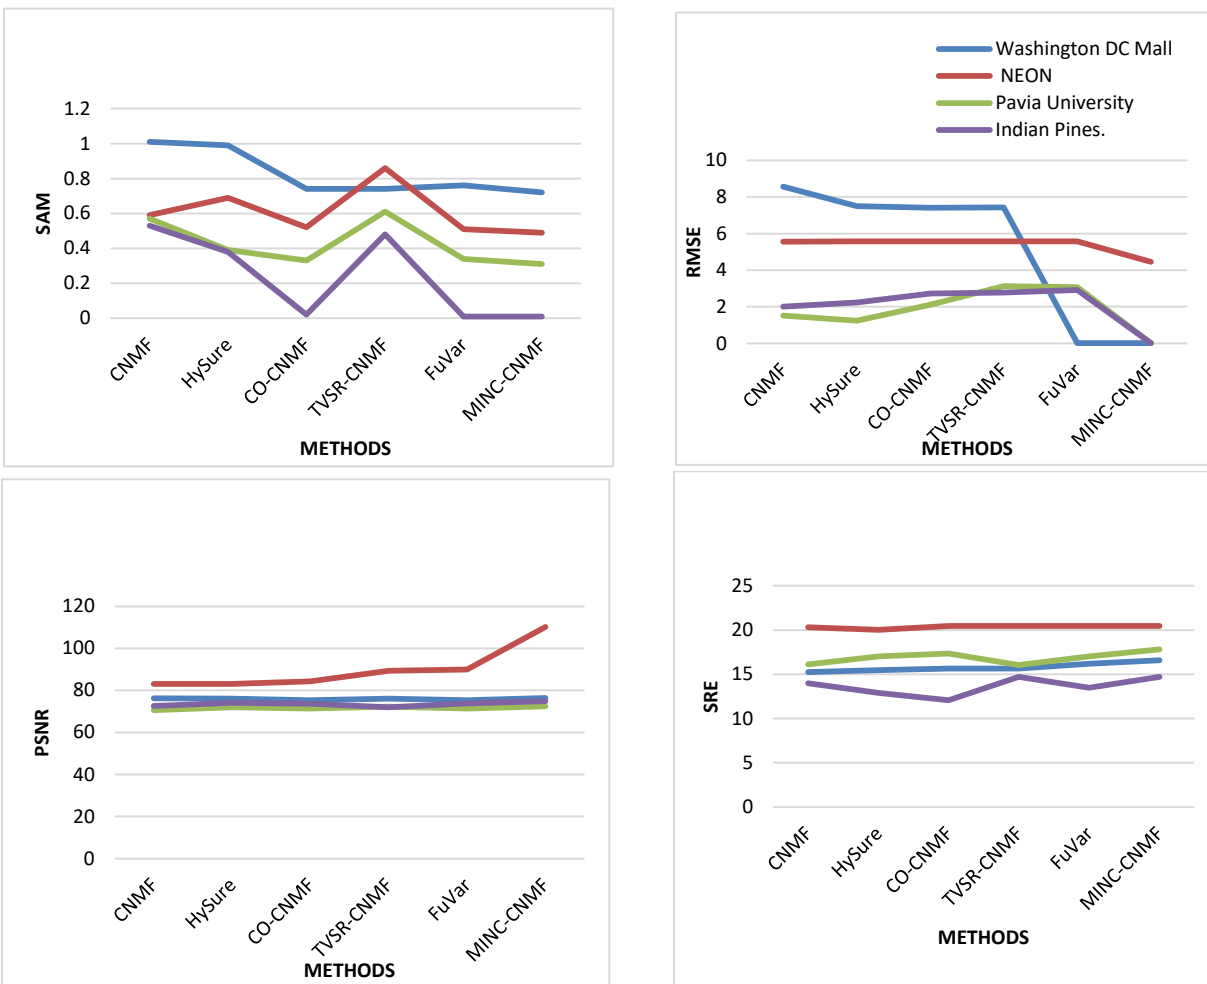 1.2
1
0.8
0.6
0.4
0.2
0
SAM
CNMF
HySure
CO-CNMF
TVSR-CNMF
FuVar
MINC-CNMF
METHODS
Washington DC Mall
NEON
Pavia University
Indian Pines.
10
8
6
4
2
0
RMSE
CNMF
HySure
CO-CNMF
TVSR-CNMF
FuVar
MINC-CNMF
METHODS
120
100
80
60
40
20
0
PSNR
CNMF
HySure
CO-CNMF
TVSR-CNMF
FuVar
MINC-CNMF
METHODS
25
20
15
10
5
0
SRE
CNMF
HySure
CO-CNMF
TVSR-CNMF
FuVar
MINC-CNMF
METHODS